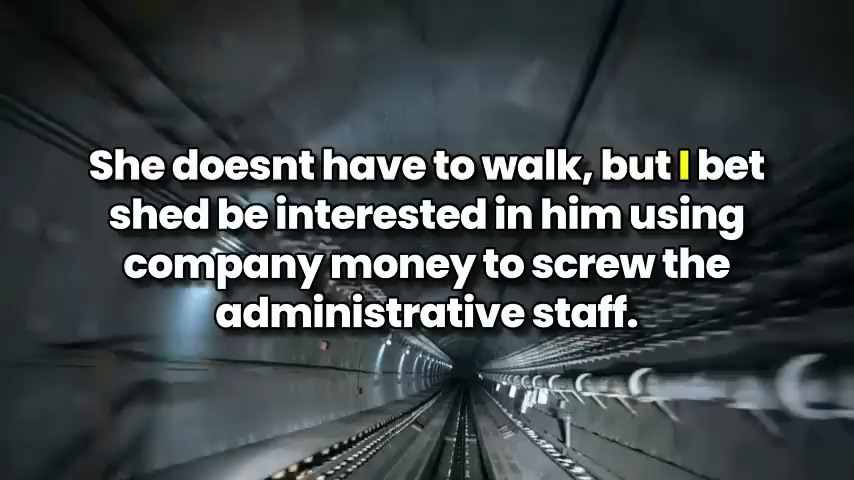 She doesnt have to walk, but I bet
shed be interested in him using
company money to screw the
administrative staff.